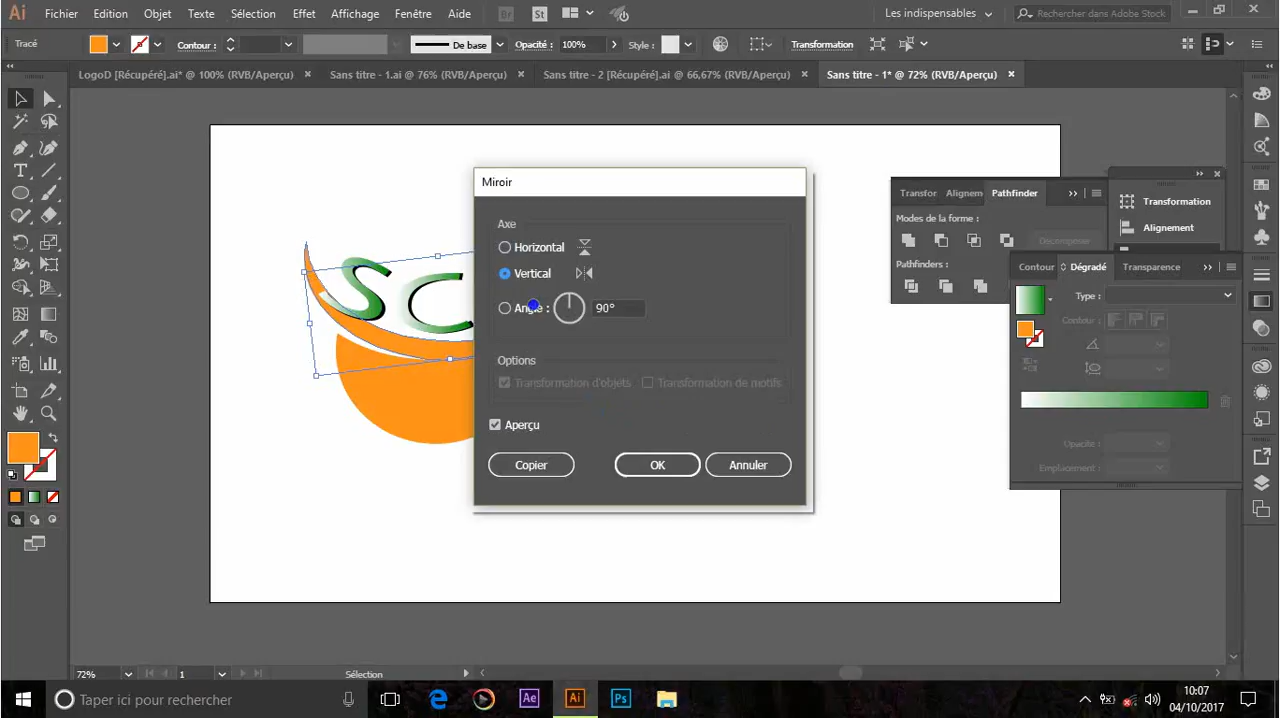 Ai Fichier Edition Objet Texte Sélection Effet Affichage Fenêtre Aide Br St Les indispensables Rechercher dans Adobe Stock
Tracé Contour : De base Opacité : 100% Style : Transformation
LogoD [Récupéré].ai* @ 100% (RVB/Aperçu) × Sans titre - 1.ai @ 76% (RVB/Aperçu) × Sans titre - 2 [Récupéré].ai @ 66,67% (RVB/Aperçu) × Sans titre - 1* @ 72% (RVB/Aperçu) ×
Miroir
Axe
Horizontal
Vertical
Angle : 90°
Options
Transformation d'objets Transformation de motifs
Aperçu
Copier OK Annuler
S C
Transfor Alignem Pathfinder
Modes de la forme :
Décomposer
Pathfinders :
Transformation
Alignement
Contour Dégradé Transparence
Type :
Contour :
Opacité :
Emplacement :
72% 1 Sélection
Taper ici pour rechercher Ae Ai Ps 10:07
04/10/2017